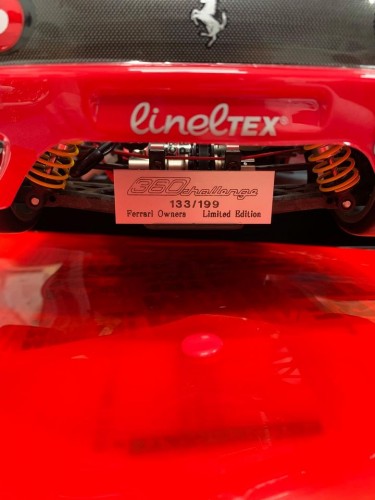 linelTEX®
360 challenge
133/199
Ferrari Owners Limited Edition